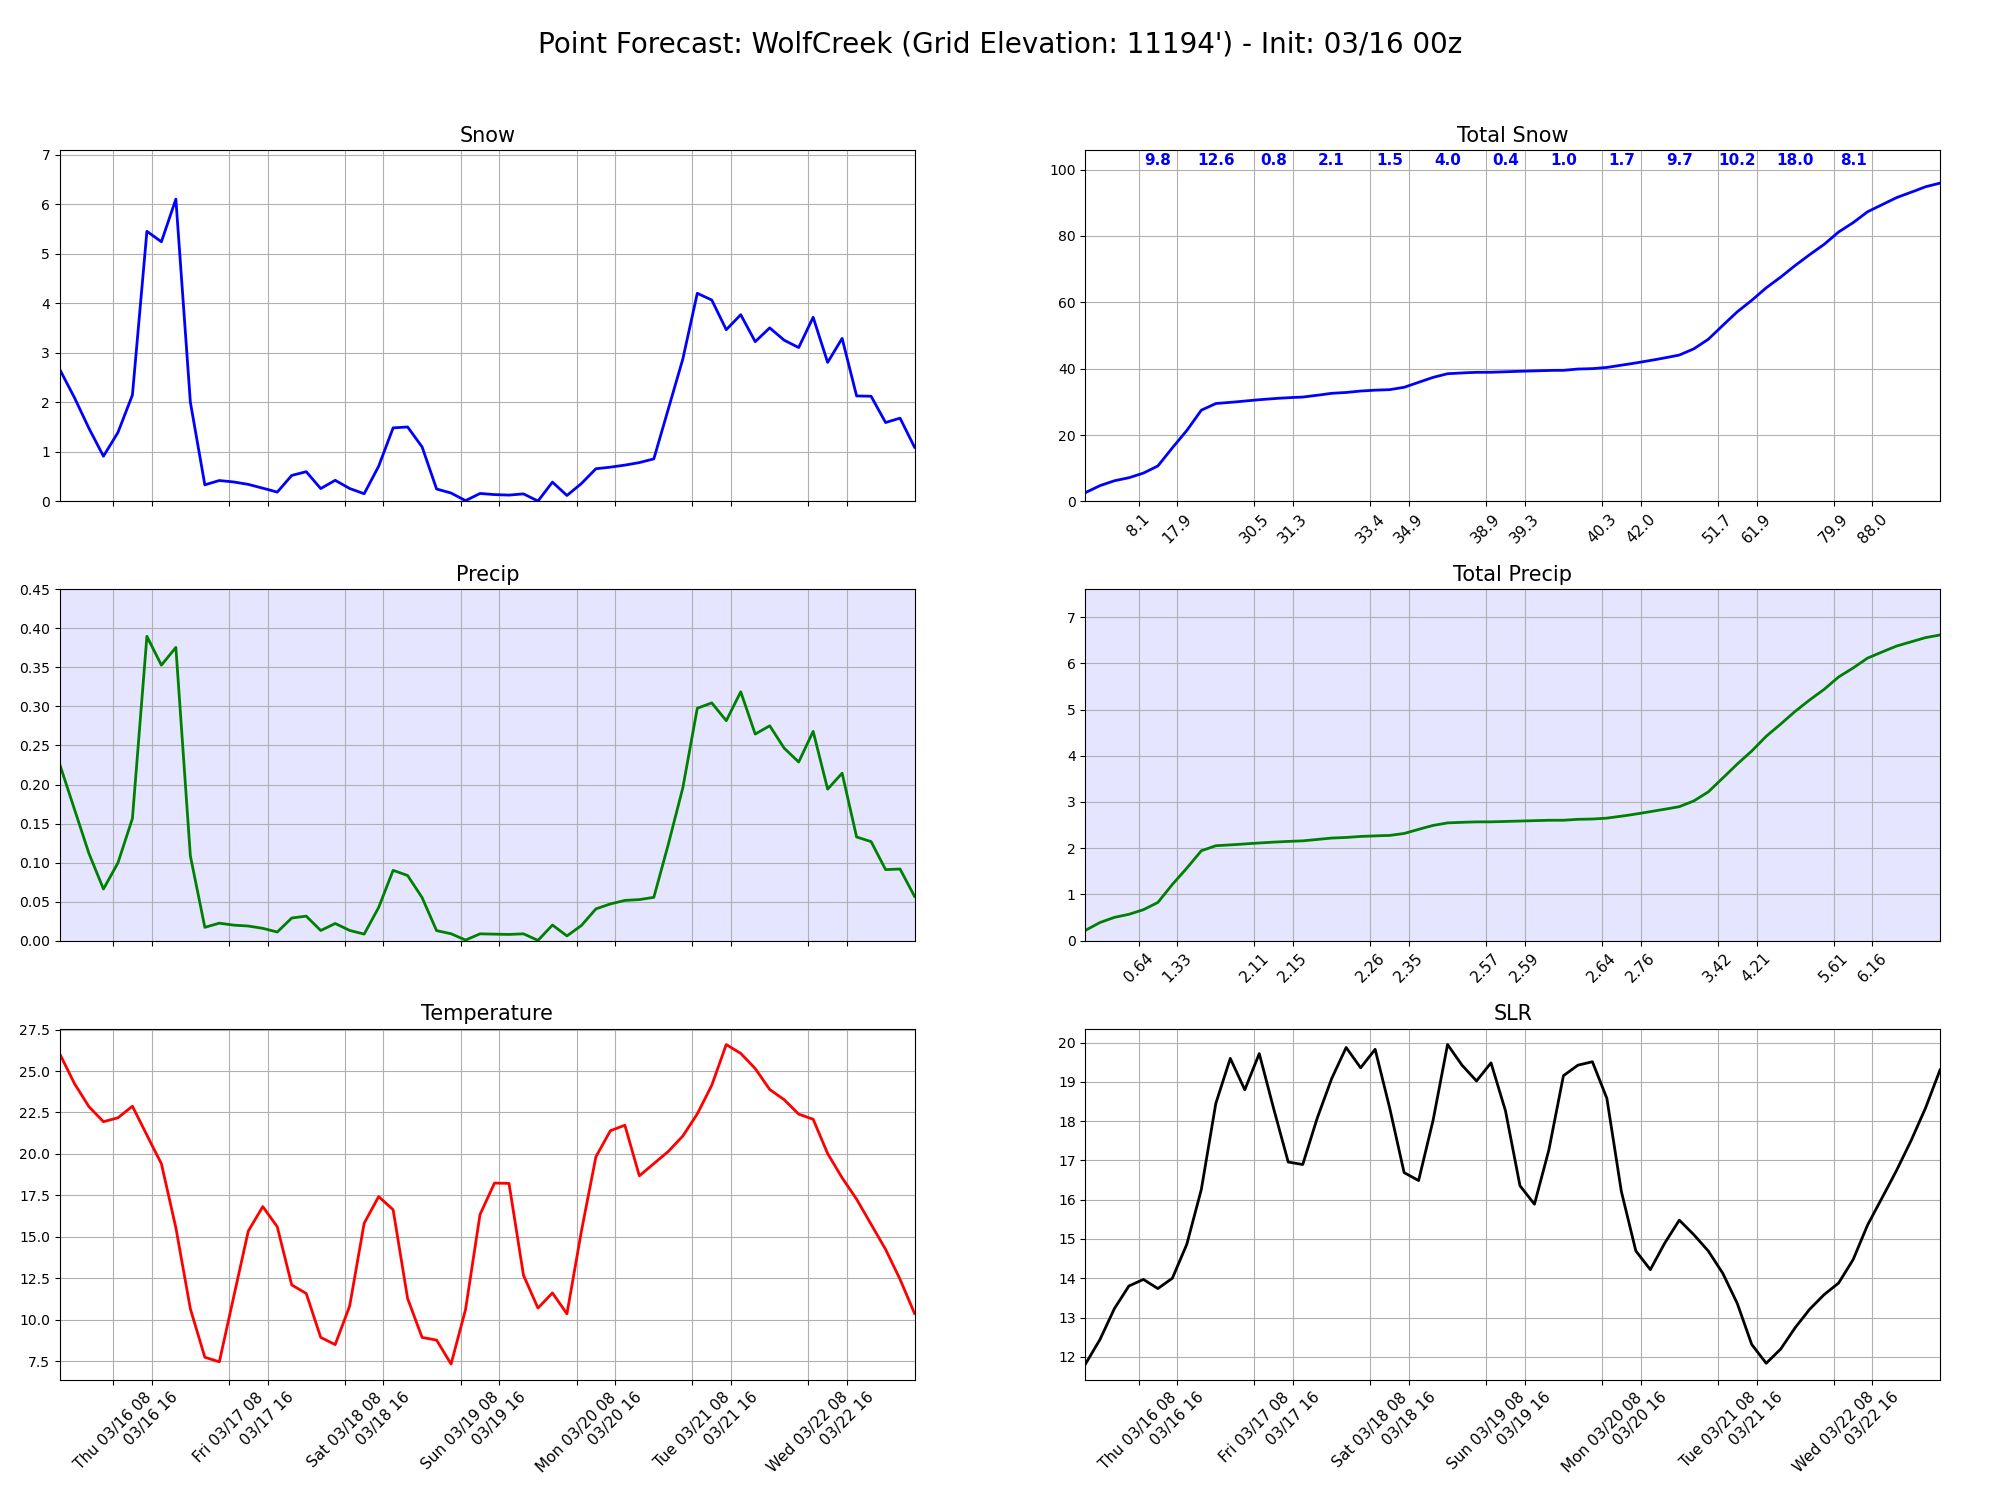 Point Forecast: WolfCreek (Grid Elevation: 11194') - Init: 03/16 00z
Snow
7
6
5
4
3
2
1
0
Total Snow
9.8 12.6 0.8 2.1 1.5 4.0 0.4 1.0 1.7 9.7 10.2 18.0 8.1
100
80
60
40
20
0
8.1 17.9 30.5 31.3 33.4 34.9 38.9 39.3 40.3 42.0 51.7 61.9 79.9 88.0
Precip
0.45
0.40
0.35
0.30
0.25
0.20
0.15
0.10
0.05
0.00
Total Precip
7
6
5
4
3
2
1
0
0.64 1.33 2.11 2.15 2.26 2.35 2.57 2.59 2.64 2.76 3.42 4.21 5.61 6.16
Temperature
27.5
25.0
22.5
20.0
17.5
15.0
12.5
10.0
7.5
Thu 03/16 08
03/16 16
Fri 03/17 08
03/17 16
Sat 03/18 08
03/18 16
Sun 03/19 08
03/19 16
Mon 03/20 08
03/20 16
Tue 03/21 08
03/21 16
Wed 03/22 08
03/22 16
SLR
20
19
18
17
16
15
14
13
12
Thu 03/16 08
03/16 16
Fri 03/17 08
03/17 16
Sat 03/18 08
03/18 16
Sun 03/19 08
03/19 16
Mon 03/20 08
03/20 16
Tue 03/21 08
03/21 16
Wed 03/22 08
03/22 16